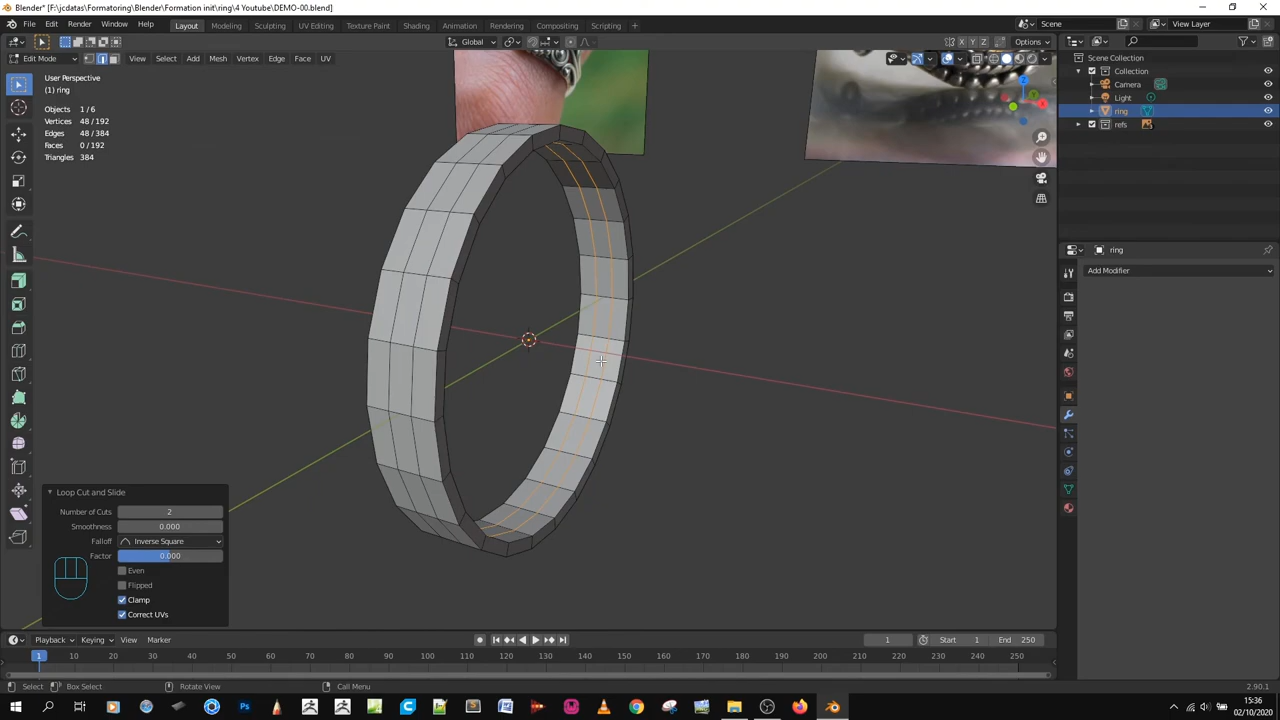 Blender* [F:\jcdatas\Formatoring\Blender\Formation init\ring\4 Youtube\DEMO-00.blend]
File Edit Render Window Help Layout Modeling Sculpting UV Editing Texture Paint Shading Animation Rendering Compositing Scripting Scene View Layer
Global Options
Edit Mode View Select Add Mesh Vertex Edge Face UV
Scene Collection
Collection
Camera
Light
ring
refs
User Perspective
(1) ring
Objects 1/6
Vertices 48/192
Edges 48/384
Faces 0/192
Triangles 384
ring
Add Modifier
Loop Cut and Slide
Number of Cuts 2
Smoothness 0.000
Falloff Inverse Square
Factor 0.000
Even
Flipped
Clamp
Correct UVs
Playback Keying View Marker 1 Start 1 End 250
1 10 20 30 40 50 60 70 80 90 100 110 120 130 140 150 160 170 180 190 200 210 220 230 240 250
Select Box Select Rotate View Call Menu 2.90.1
15:36
02/10/2020